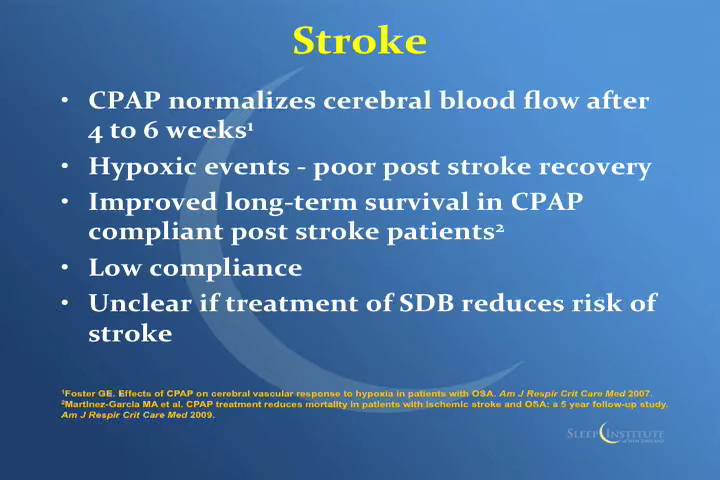 Stroke
• CPAP normalizes cerebral blood flow after
4 to 6 weeks¹
• Hypoxic events - poor post stroke recovery
• Improved long-term survival in CPAP
compliant post stroke patients²
• Low compliance
• Unclear if treatment of SDB reduces risk of
stroke
¹Foster GE. Effects of CPAP on cerebral vascular response to hypoxia in patients with OSA. Am J Respir Crit Care Med 2007.
²Martinez-Garcia MA et al. CPAP treatment reduces mortality in patients with ischemic stroke and OSA: a 5 year follow-up study.
Am J Respir Crit Care Med 2009.
SLEEP INSTITUTE
OF NEW ENGLAND